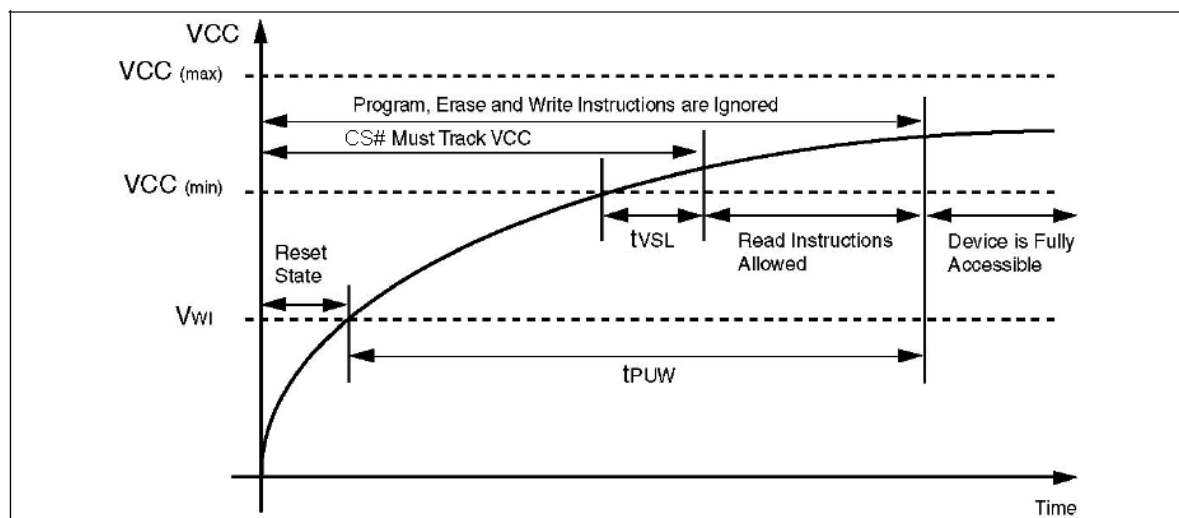 VCC
VCC (max)
Program, Erase and Write Instructions are Ignored
CS# Must Track VCC
VCC (min)
tVSL
Read Instructions
Allowed
Device is Fully
Accessible
Reset
State
VWI
tPUW
Time